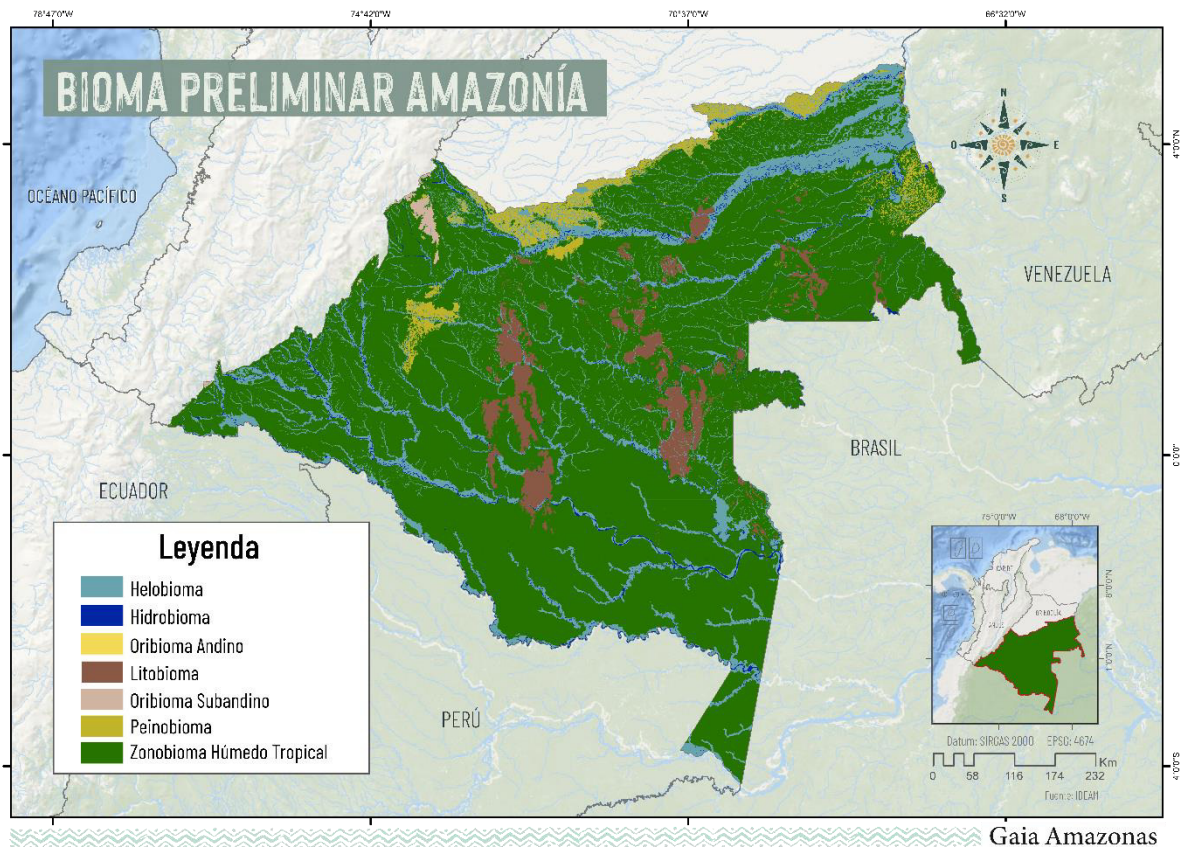 78°47'0"W
74°42'0"W
70°37'0"W
66°32'0"W
BIOMA PRELIMINAR AMAZONÍA
N
O
E
S
4°0'0"N
OCÉANO PACÍFICO
VENEZUELA
BRASIL
0°0'0"
ECUADOR
PERÚ
Leyenda
Helobioma
Hidrobioma
Oribioma Andino
Litobioma
Oribioma Subandino
Peinobioma
Zonobioma Húmedo Tropical
75°0'0"W
68°0'0"W
Datum: SIRGAS 2000 EPSG: 4674
Km
0 58 116 174 232
Fuente: IDEAM
4°0'0"S
Gaia Amazonas